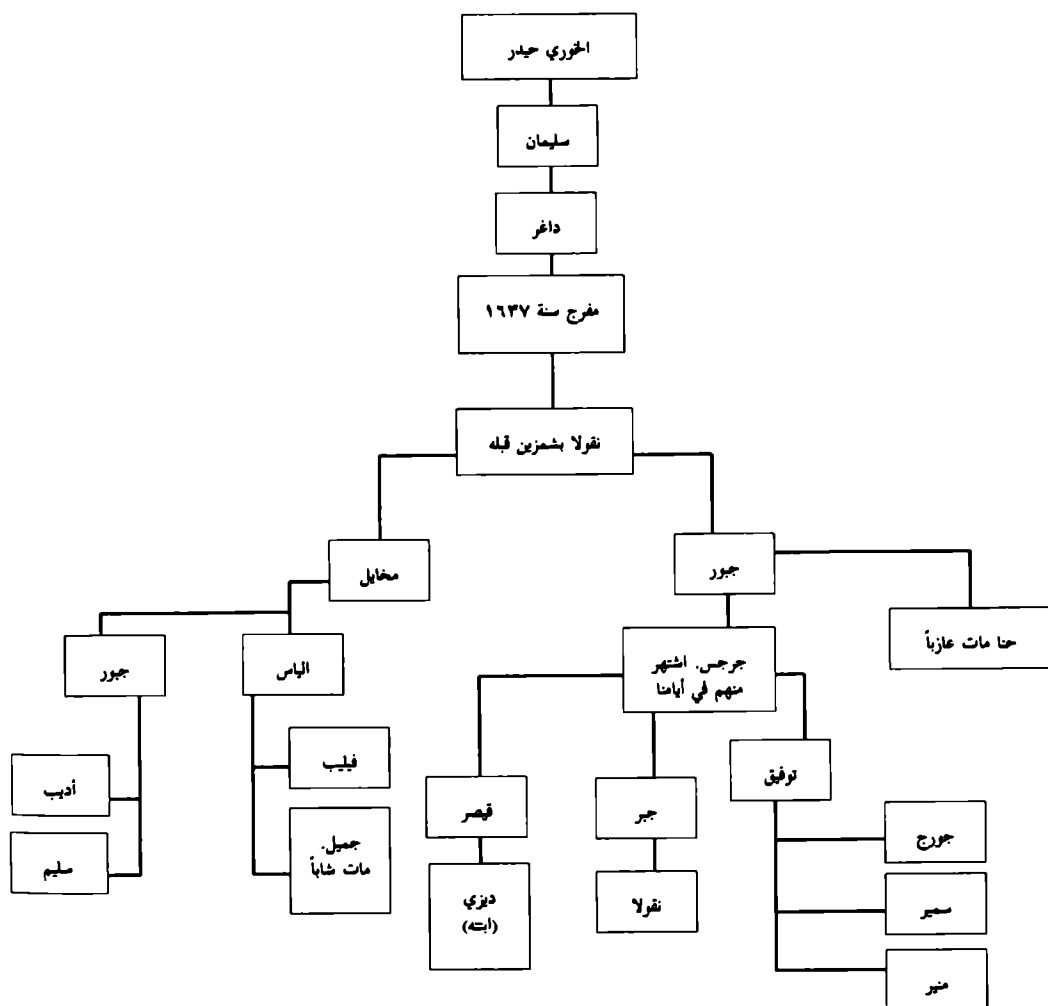 الخوري حيدر
سليمان
داغر
مفرج سنة ١٦٣٧
نقولا بشمزين قبله
جبور
مخايل
حنا مات عازباً
جرجس. اشتهر
منهم في أيامنا
الياس
جبور
توفيق
جبر
قيصر
فيليب
أديب
جورج
جميل.
مات شاباً
سليم
سمير
نقولا
ديزي
(ابنته)
منير